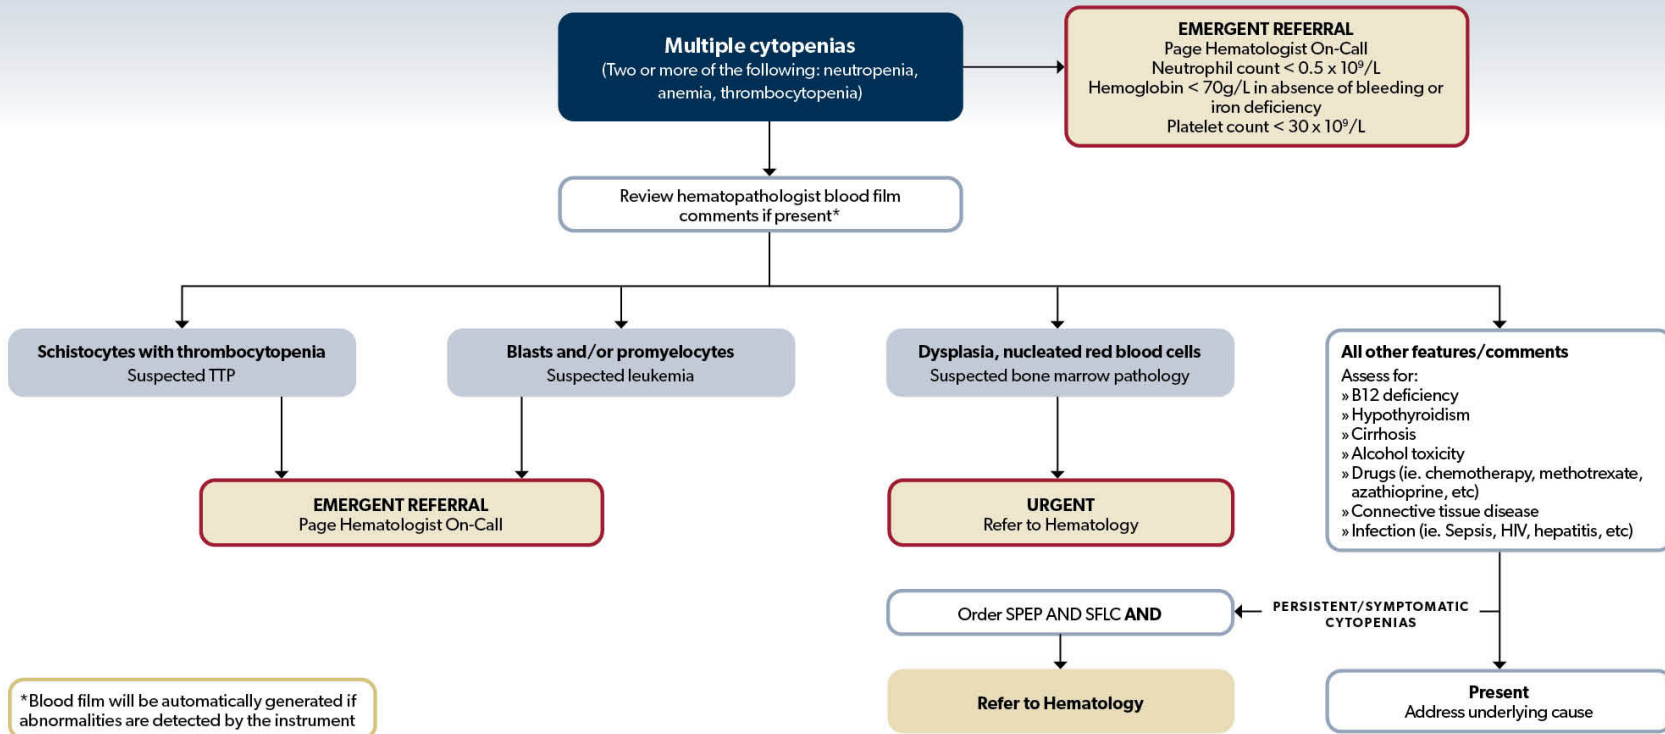 Multiple cytopenias
(Two or more of the following: neutropenia,
anemia, thrombocytopenia)
EMERGENT REFERRAL
Page Hematologist On-Call
Neutrophil count < 0.5 x 10⁹/L
Hemoglobin < 70g/L in absence of bleeding or
iron deficiency
Platelet count < 30 x 10⁹/L
Review hematopathologist blood film
comments if present*
Schistocytes with thrombocytopenia
Suspected TTP
Blasts and/or promyelocytes
Suspected leukemia
Dysplasia, nucleated red blood cells
Suspected bone marrow pathology
All other features/comments
Assess for:
» B12 deficiency
» Hypothyroidism
» Cirrhosis
» Alcohol toxicity
» Drugs (ie. chemotherapy, methotrexate,
azathioprine, etc)
» Connective tissue disease
» Infection (ie. Sepsis, HIV, hepatitis, etc)
EMERGENT REFERRAL
Page Hematologist On-Call
URGENT
Refer to Hematology
PERSISTENT/SYMPTOMATIC
CYTOPENIAS
Order SPEP AND SFLC AND
Refer to Hematology
Present
Address underlying cause
*Blood film will be automatically generated if
abnormalities are detected by the instrument